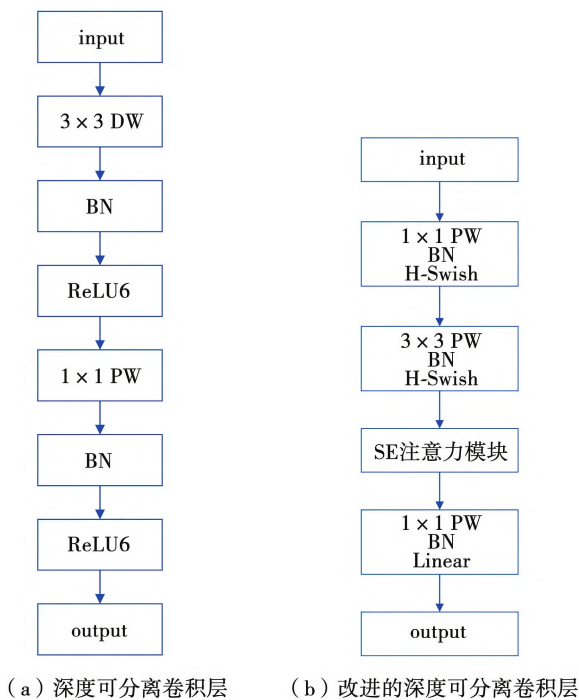 input
3 × 3 DW
BN
ReLU6
1 × 1 PW
BN
ReLU6
output
(a)深度可分离卷积层
input
1 × 1 PW
BN
H-Swish
3 × 3 PW
BN
H-Swish
SE注意力模块
1 × 1 PW
BN
Linear
output
(b)改进的深度可分离卷积层